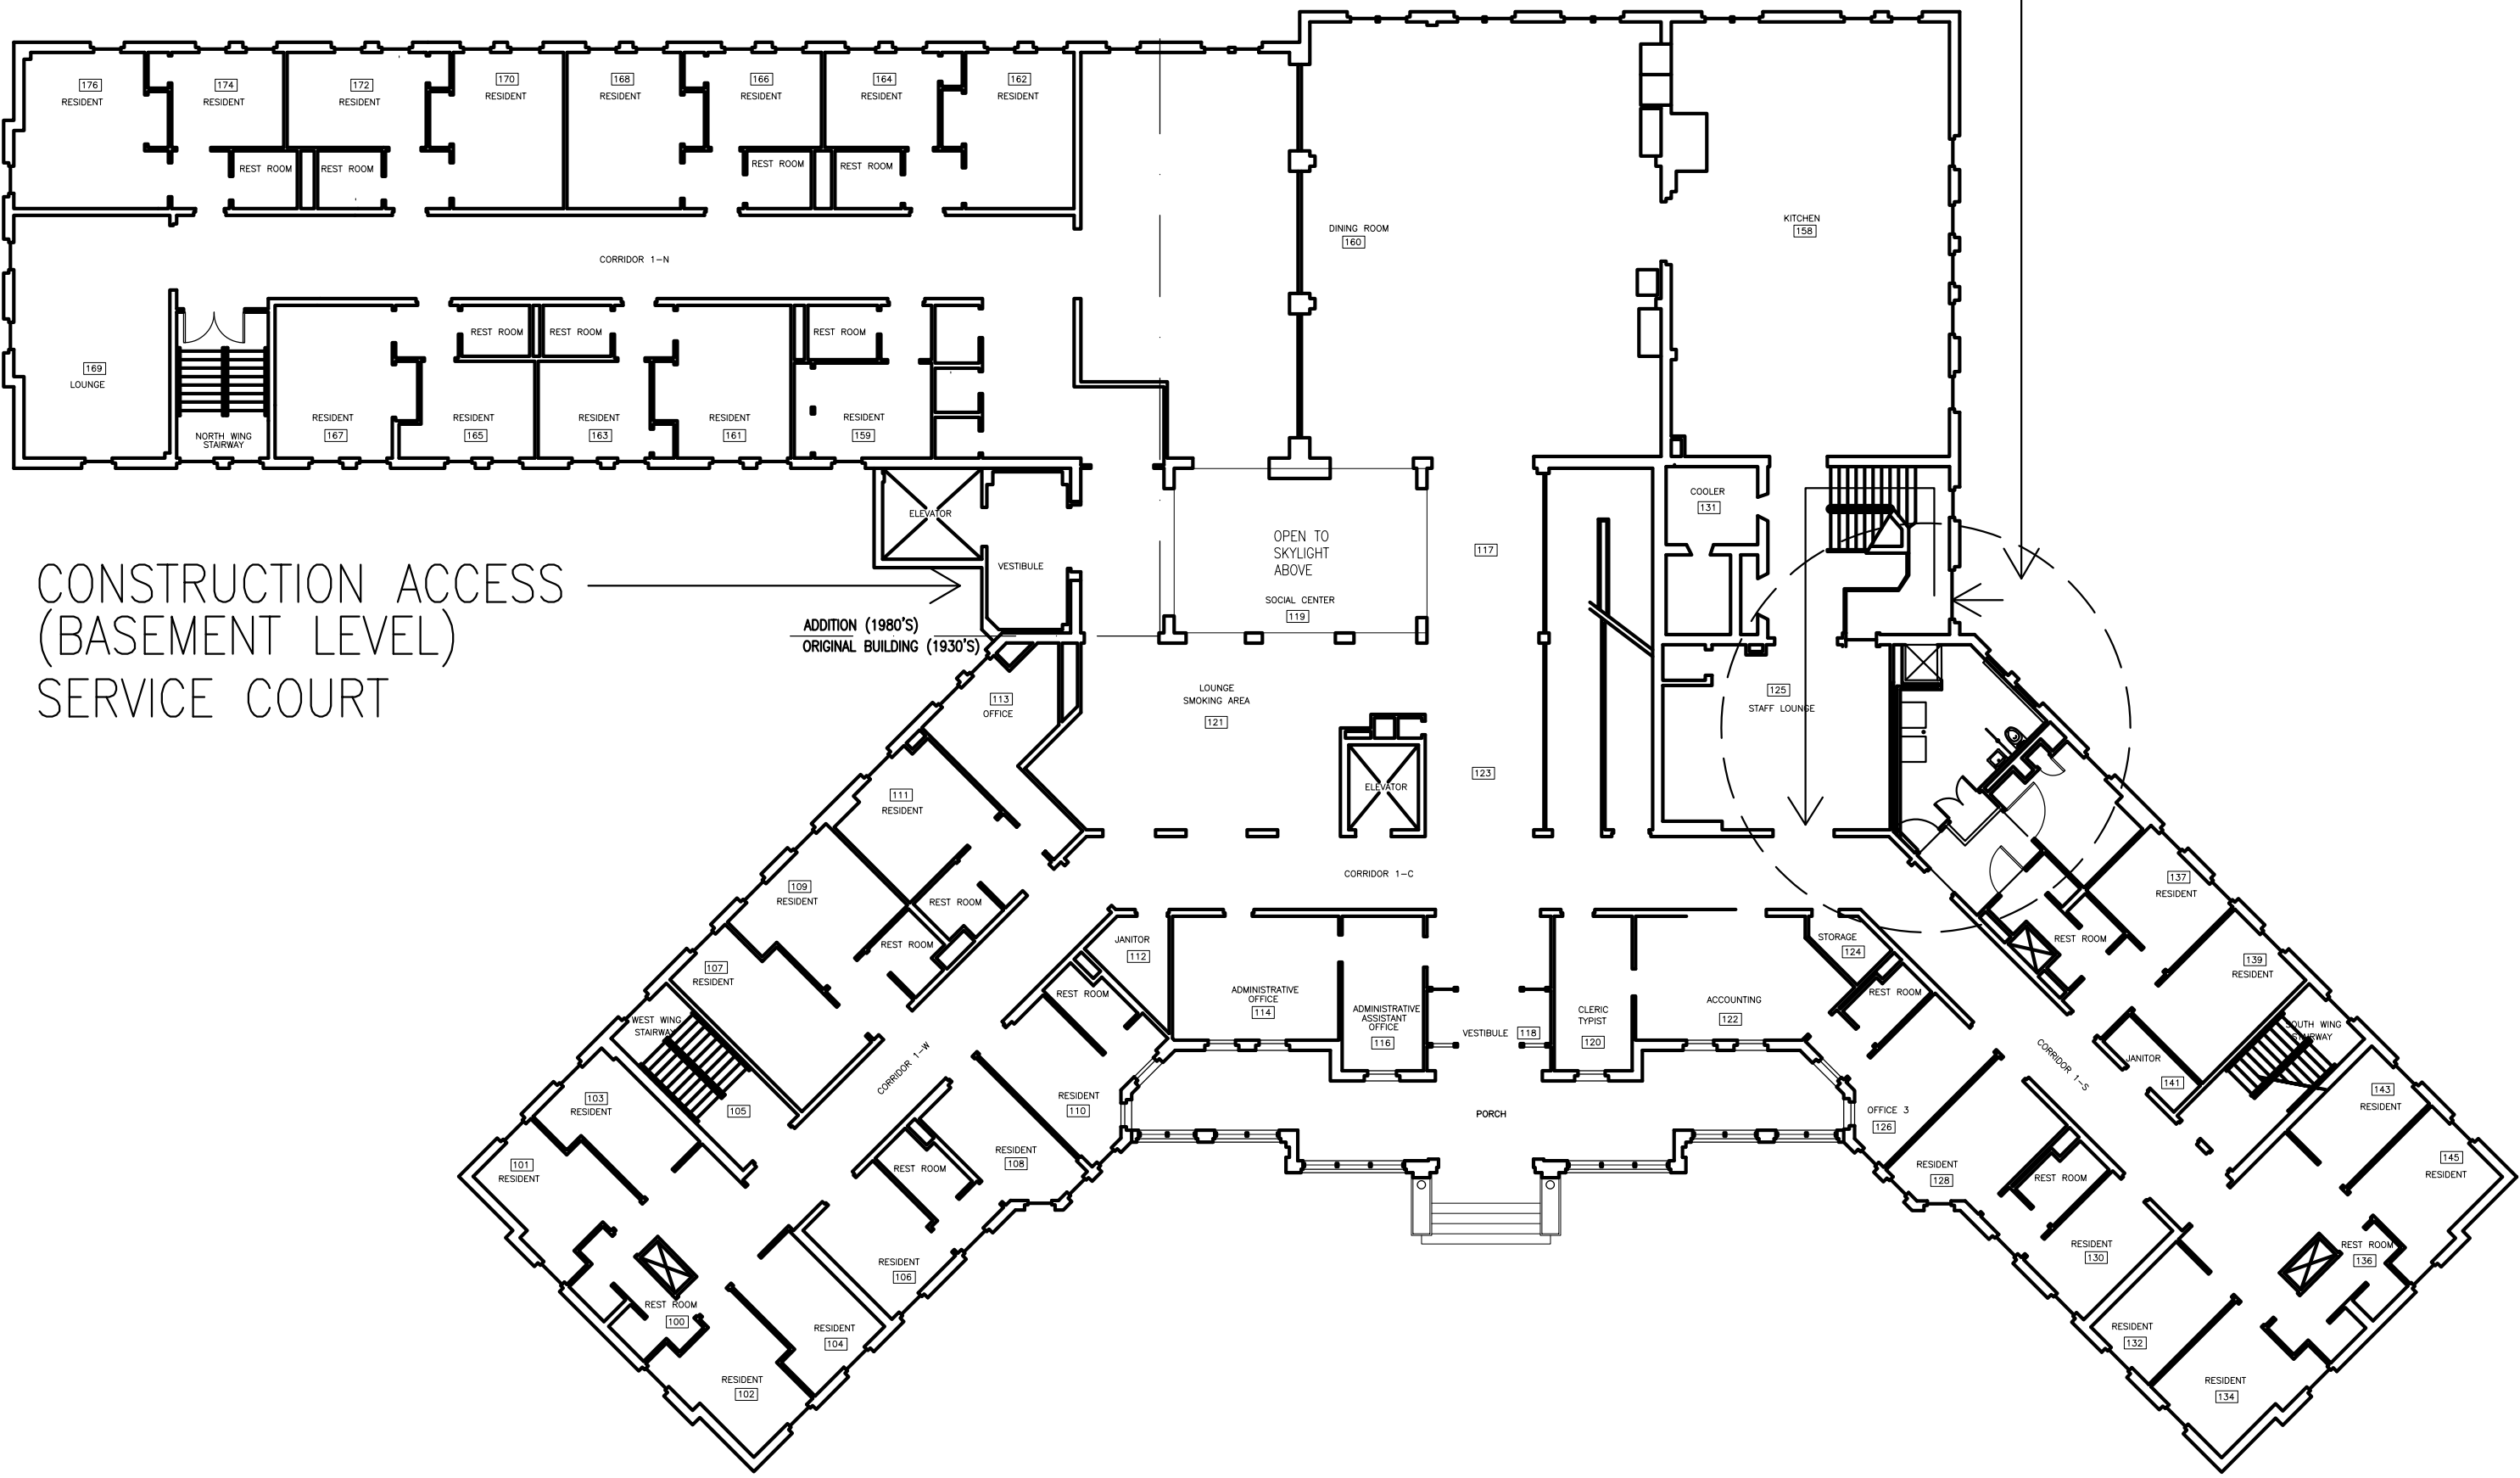 176
RESIDENT
174
RESIDENT
172
RESIDENT
170
RESIDENT
168
RESIDENT
166
RESIDENT
164
RESIDENT
162
RESIDENT
REST ROOM
REST ROOM
REST ROOM
REST ROOM
CORRIDOR 1-N
DINING ROOM
160
KITCHEN
158
169
LOUNGE
NORTH WING
STAIRWAY
RESIDENT
167
REST ROOM
REST ROOM
RESIDENT
165
RESIDENT
163
RESIDENT
161
REST ROOM
RESIDENT
159
ELEVATOR
VESTIBULE
OPEN TO
SKYLIGHT
ABOVE
SOCIAL CENTER
119
117
COOLER
131
CONSTRUCTION ACCESS
(BASEMENT LEVEL)
SERVICE COURT
ADDITION (1980'S)
ORIGINAL BUILDING (1930'S)
113
OFFICE
LOUNGE
SMOKING AREA
121
ELEVATOR
123
125
STAFF LOUNGE
111
RESIDENT
109
RESIDENT
REST ROOM
REST ROOM
107
RESIDENT
WEST WING
STAIRWAY
105
103
RESIDENT
101
RESIDENT
CORRIDOR 1-W
CORRIDOR 1-C
JANITOR
112
REST ROOM
ADMINISTRATIVE
OFFICE
114
ADMINISTRATIVE
ASSISTANT
OFFICE
116
VESTIBULE
118
CLERIC
TYPIST
120
ACCOUNTING
122
STORAGE
124
REST ROOM
REST ROOM
137
RESIDENT
139
RESIDENT
SOUTH WING
STAIRWAY
JANITOR
141
CORRIDOR 1-S
143
RESIDENT
145
RESIDENT
RESIDENT
110
RESIDENT
108
REST ROOM
RESIDENT
106
RESIDENT
104
REST ROOM
100
RESIDENT
102
PORCH
OFFICE 3
126
RESIDENT
128
REST ROOM
RESIDENT
130
RESIDENT
132
REST ROOM
136
RESIDENT
134